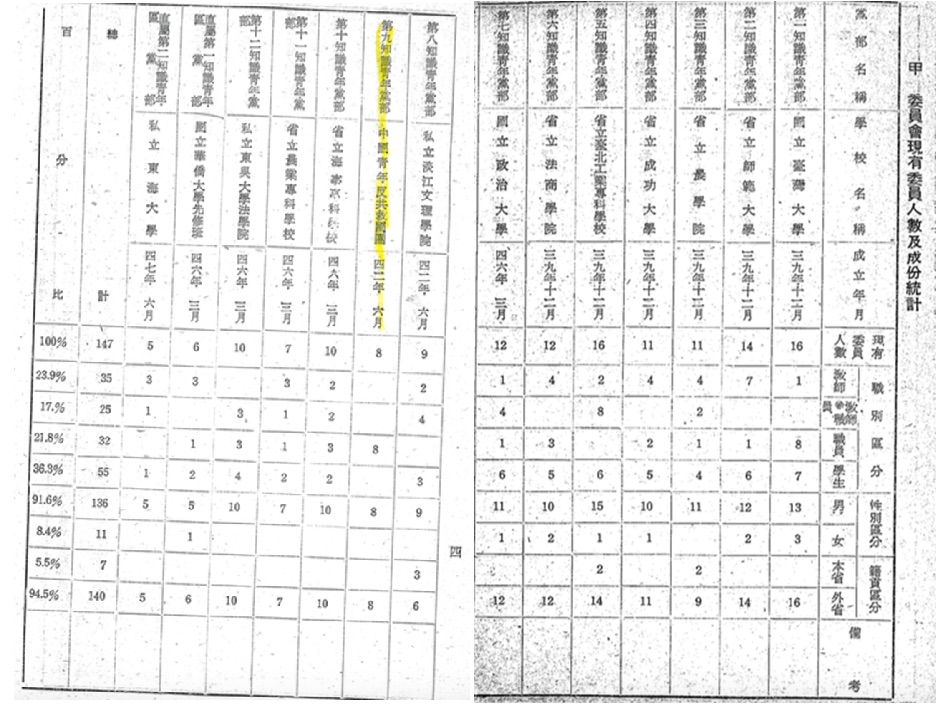 甲 委員會現有委員人數及成份統計
黨部名稱 學校名稱 成立年月 現有委員人數 職別區分 教師 教師兼職員 職員 學生 性別區分 男 女 籍貫區分 本省 外省 備考
第一知識青年黨部 國立臺灣大學 三九年十二月 16 1 8 7 13 3 16
第二知識青年黨部 省立師範大學 三九年十二月 14 7 1 6 12 2 14
第三知識青年黨部 省立農學院 三九年十二月 11 4 2 1 4 11 2 9
第四知識青年黨部 省立成功大學 三九年十二月 11 4 2 5 10 1 11
第五知識青年黨部 省立臺北工業專科學校 三九年十二月 16 2 8 6 15 1 2 14
第六知識青年黨部 省立法商學院 三九年十二月 12 4 3 5 10 2 12
第七知識青年黨部 國立政治大學 四六年三月 12 1 4 1 6 11 1 12
第八知識青年黨部 私立淡江文理學院 四二年六月 9 2 4 3 9 3 6
第九知識青年黨部 中國青年反共救國團 四二年六月 8 8 8 8
第十知識青年黨部 省立海事專科學校 四六年三月 10 2 2 3 2 10 10
第十一知識青年黨部 省立農業專科學校 四六年三月 7 3 1 1 2 7 7
第十二知識青年黨部 私立東吳大學法學院 四六年三月 10 3 3 4 10 10
直屬第一知識青年區黨部 國立華僑大學先修班 四六年三月 6 3 1 2 5 1 6
直屬第二知識青年區黨部 私立東海大學 四七年六月 5 3 1 1 5 5
總計 147 35 25 32 55 136 11 7 140
百分比 100% 23.9% 17.% 21.8% 36.3% 91.6% 8.4% 5.5% 94.5%
四